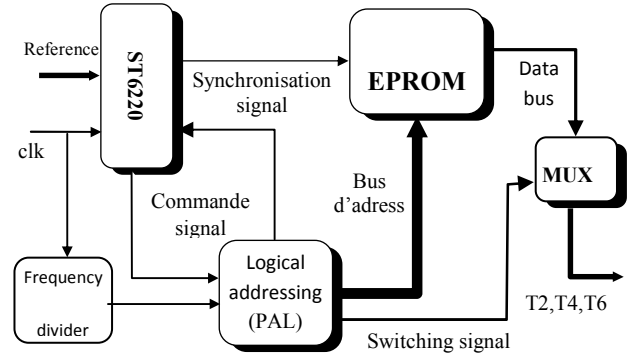 Reference
ST6220
clk
Synchronisation
signal
EPROM
Data
bus
MUX
Commande
signal
Bus
d'adress
Frequency
divider
Logical
addressing
(PAL)
T2,T4,T6
Switching signal